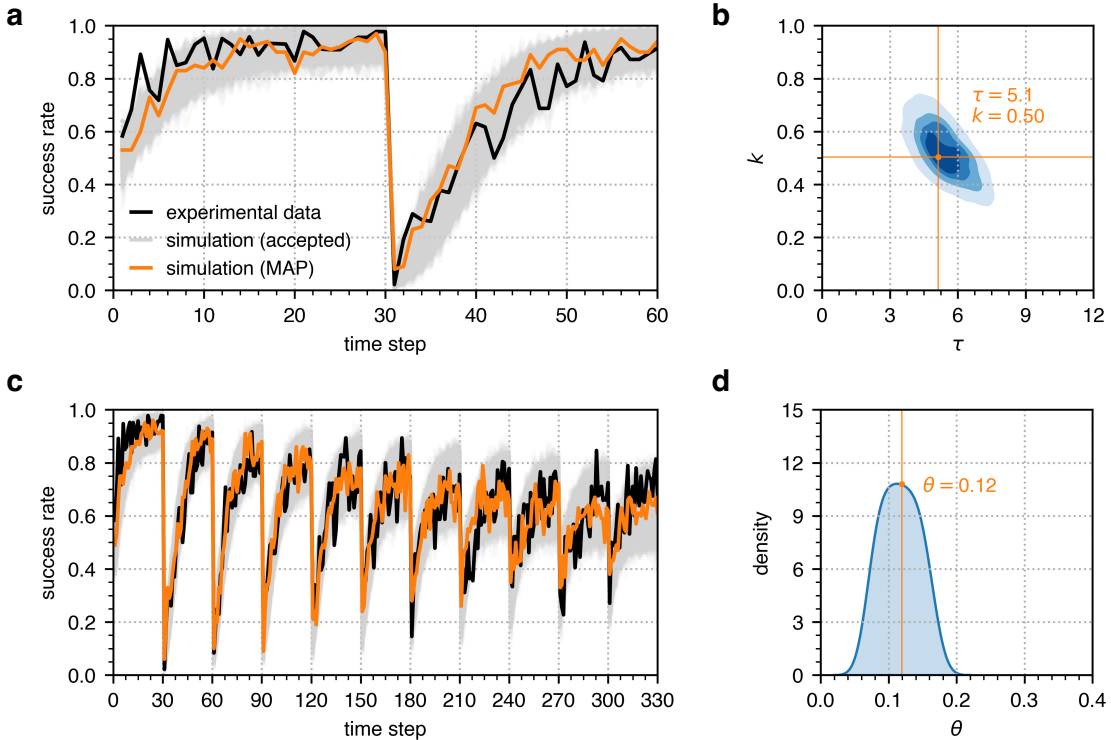 a
1.0
0.8
0.6
0.4
0.2
0.0
success rate
experimental data
simulation (accepted)
simulation (MAP)
0 10 20 30 40 50 60
time step
b
1.0
0.8
0.6
0.4
0.2
0.0
k
τ = 5.1
k = 0.50
0 3 6 9 12
τ
c
1.0
0.8
0.6
0.4
0.2
0.0
success rate
0 30 60 90 120 150 180 210 240 270 300 330
time step
d
15
12
9
6
3
0
density
θ = 0.12
0.0 0.1 0.2 0.3 0.4
θ